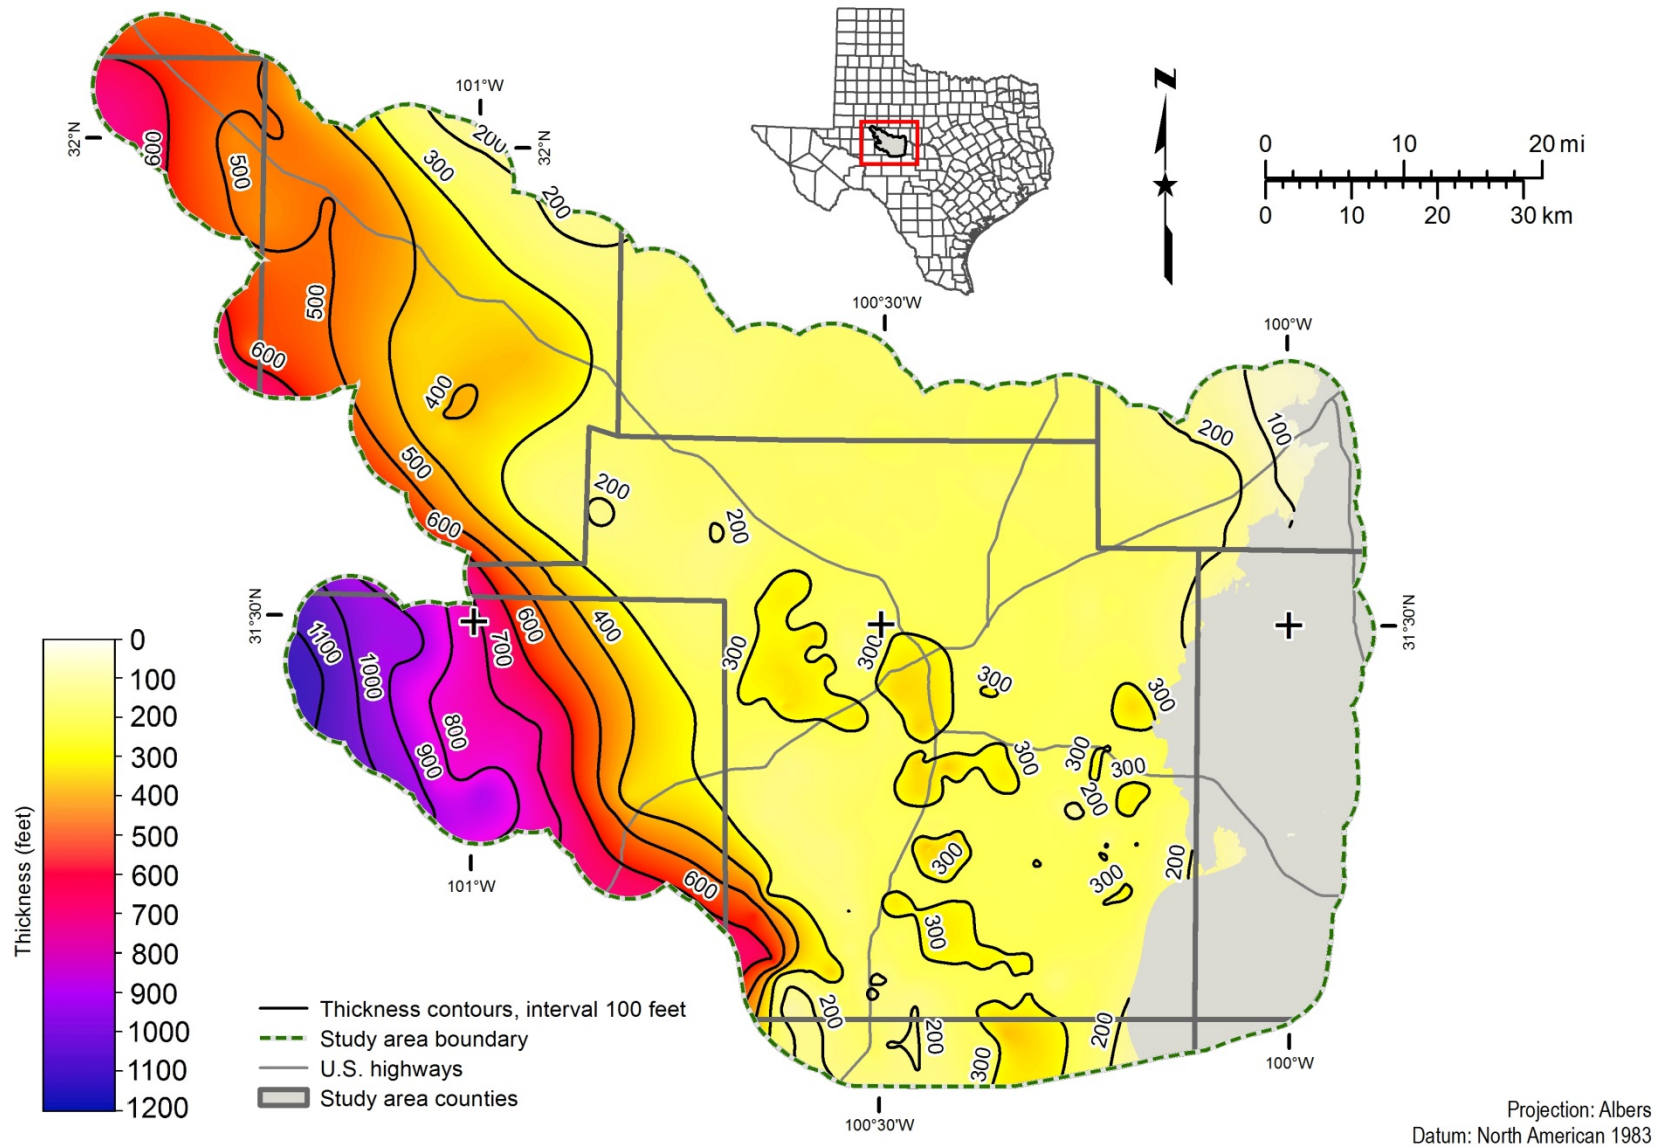 101°W
32°N
32°N
N
0 10 20 mi
0 10 20 30 km
200
300
600
500
200
100°30'W
100°W
500
600
400
200
100
500
200
200
600
31°30'N
31°30'N
1100
1000
700
600
400
300
300
300
300
800
900
300
300
300
200
101°W
600
300
300
200
300
200
200
300
200
100°W
100°30'W
Thickness (feet)
0
100
200
300
400
500
600
700
800
900
1000
1100
1200
Thickness contours, interval 100 feet
Study area boundary
U.S. highways
Study area counties
Projection: Albers
Datum: North American 1983